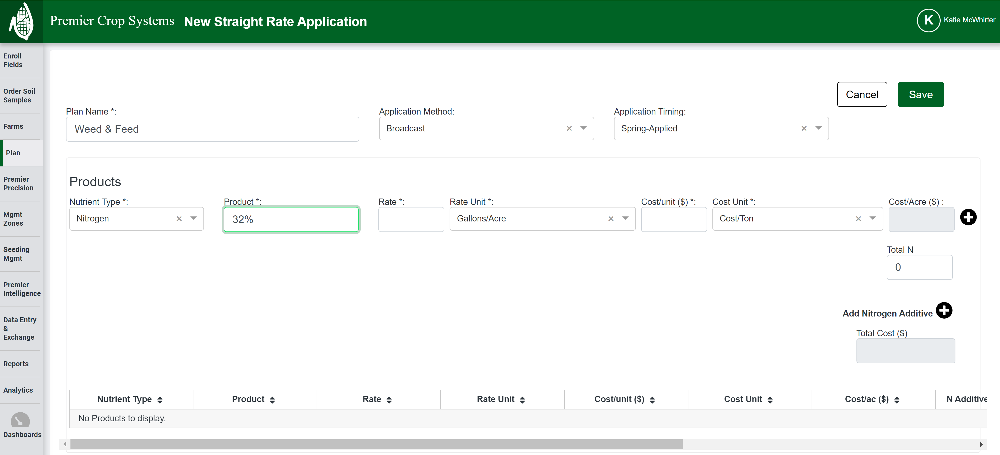 Premier Crop Systems New Straight Rate Application
K Katie McWhirter
Enroll
Fields
Order Soil
Samples
Farms
Plan
Premier
Precision
Mgmt
Zones
Seeding
Mgmt
Premier
Intelligence
Data Entry
&
Exchange
Reports
Analytics
Dashboards
Cancel Save
Plan Name *: Application Method: Application Timing:
Weed & Feed Broadcast × Spring-Applied ×
Products
Nutrient Type *: Product *: Rate *: Rate Unit *: Cost/unit ($) *: Cost Unit *: Cost/Acre ($) :
Nitrogen × 32% Gallons/Acre × Cost/Ton ×
Total N
0
Add Nitrogen Additive
Total Cost ($)
Nutrient Type Product Rate Rate Unit Cost/unit ($) Cost Unit Cost/ac ($) N Additive
No Products to display.